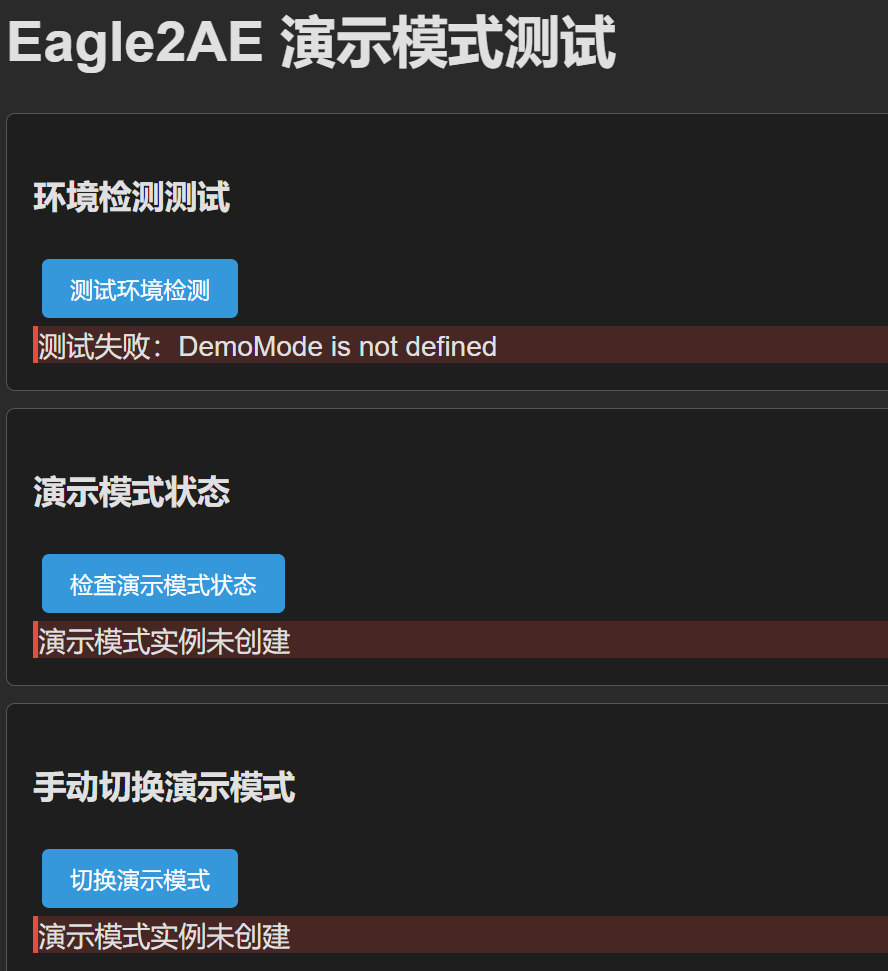 Eagle2AE 演示模式测试
环境检测测试
测试环境检测
测试失败：DemoMode is not defined
演示模式状态
检查演示模式状态
演示模式实例未创建
手动切换演示模式
切换演示模式
演示模式实例未创建